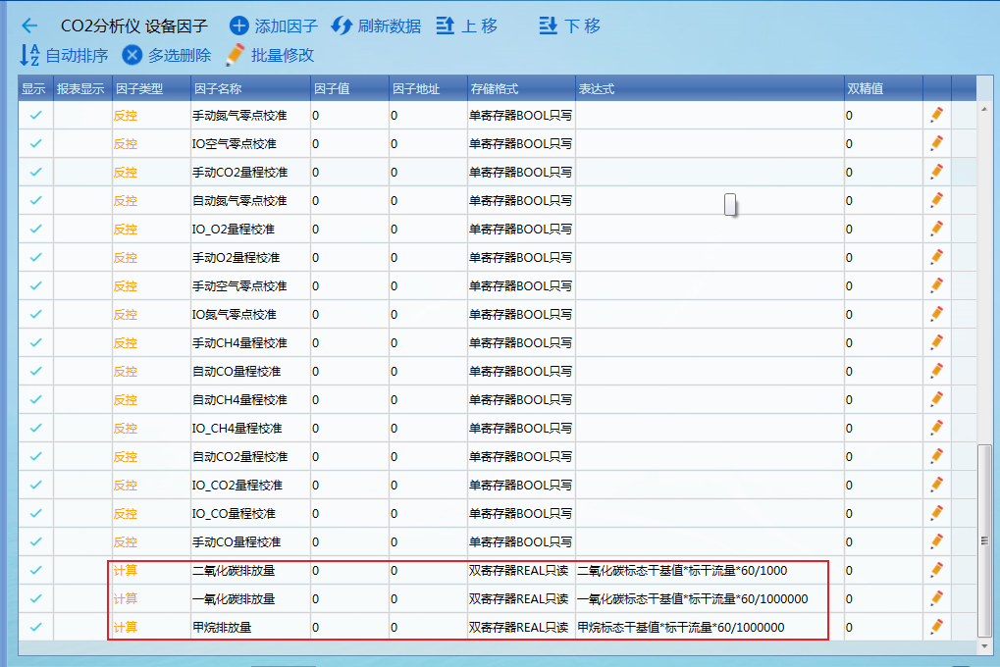 CO2分析仪 设备因子 添加因子 刷新数据 上 移 下 移
自动排序 多选删除 批量修改
显示 报表显示 因子类型 因子名称 因子值 因子地址 存储格式 表达式 双精值
反控 手动氮气零点校准 0 0 单寄存器BOOL只写 0
反控 IO空气零点校准 0 0 单寄存器BOOL只写 0
反控 手动CO2量程校准 0 0 单寄存器BOOL只写 0
反控 自动氮气零点校准 0 0 单寄存器BOOL只写 0
反控 IO_O2量程校准 0 0 单寄存器BOOL只写 0
反控 手动O2量程校准 0 0 单寄存器BOOL只写 0
反控 手动空气零点校准 0 0 单寄存器BOOL只写 0
反控 IO氮气零点校准 0 0 单寄存器BOOL只写 0
反控 手动CH4量程校准 0 0 单寄存器BOOL只写 0
反控 自动CO量程校准 0 0 单寄存器BOOL只写 0
反控 自动CH4量程校准 0 0 单寄存器BOOL只写 0
反控 IO_CH4量程校准 0 0 单寄存器BOOL只写 0
反控 自动CO2量程校准 0 0 单寄存器BOOL只写 0
反控 IO_CO2量程校准 0 0 单寄存器BOOL只写 0
反控 IO_CO量程校准 0 0 单寄存器BOOL只写 0
反控 手动CO量程校准 0 0 单寄存器BOOL只写 0
计算 二氧化碳排放量 0 0 双寄存器REAL只读 二氧化碳标态干基值*标干流量*60/1000 0
计算 一氧化碳排放量 0 0 双寄存器REAL只读 一氧化碳标态干基值*标干流量*60/1000000 0
计算 甲烷排放量 0 0 双寄存器REAL只读 甲烷标态干基值*标干流量*60/1000000 0